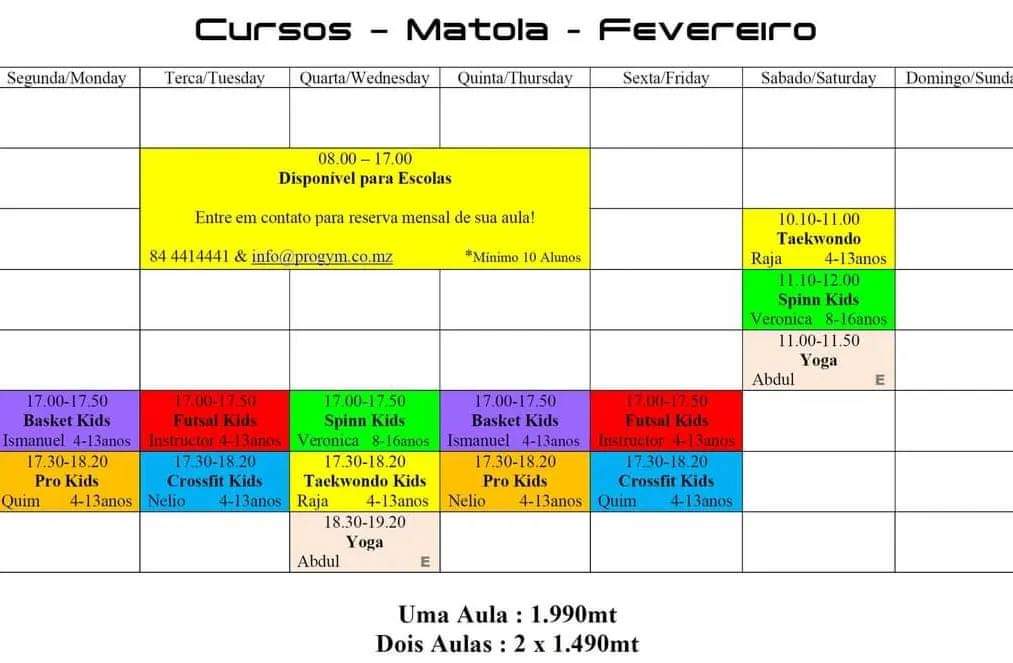 Cursos - Matola - Fevereiro
Segunda/Monday Terca/Tuesday Quarta/Wednesday Quinta/Thursday Sexta/Friday Sabado/Saturday Domingo/Sunda
08.00 – 17.00
Disponível para Escolas
Entre em contato para reserva mensal de sua aula!
84 4414441 & info@progym.co.mz *Minimo 10 Alunos
10.10-11.00
Taekwondo
Raja 4-13anos
11.10-12.00
Spinn Kids
Veronica 8-16anos
11.00-11.50
Yoga
Abdul E
17.00-17.50 17.00-17.50 17.00-17.50 17.00-17.50 17.00-17.50
Basket Kids Futsal Kids Spinn Kids Basket Kids Futsal Kids
Ismanuel 4-13anos Instructor 4-13anos Veronica 8-16anos Ismanuel 4-13anos Instructor 4-13anos
17.30-18.20 17.30-18.20 17.30-18.20 17.30-18.20 17.30-18.20
Pro Kids Crossfit Kids Taekwondo Kids Pro Kids Crossfit Kids
Quim 4-13anos Nelio 4-13anos Raja 4-13anos Nelio 4-13anos Quim 4-13anos
18.30-19.20
Yoga
Abdul E
Uma Aula : 1.990mt
Dois Aulas : 2 x 1.490mt